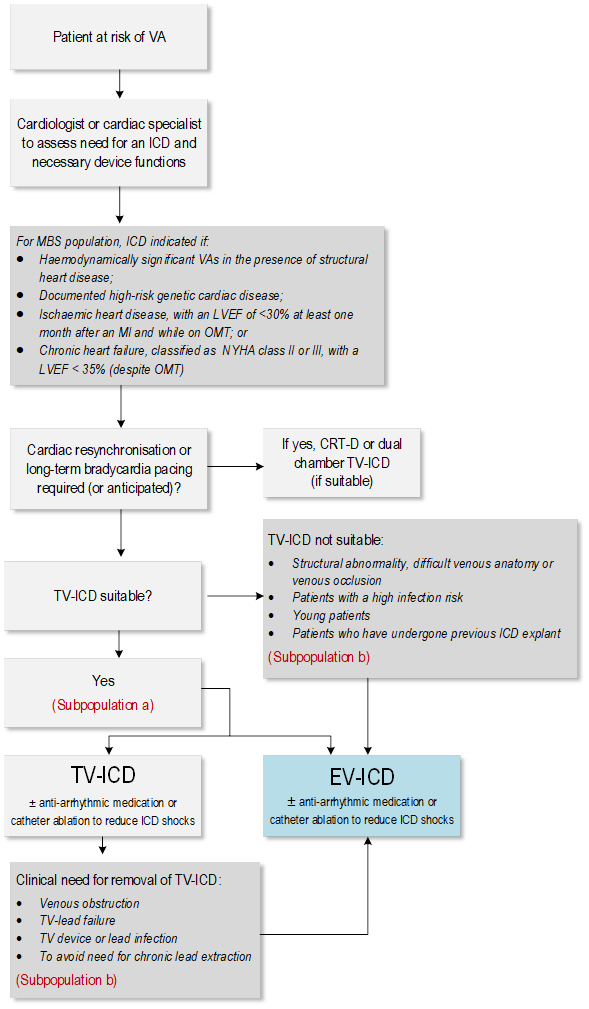 Patient at risk of VA
Cardiologist or cardiac specialist
to assess need for an ICD and
necessary device functions
For MBS population, ICD indicated if:
● Haemodynamically significant VAs in the presence of structural
heart disease;
● Documented high-risk genetic cardiac disease;
● Ischaemic heart disease, with an LVEF of <30% at least one
month after an MI and while on OMT; or
● Chronic heart failure, classified as NYHA class II or III, with a
LVEF < 35% (despite OMT)
Cardiac resynchronisation or
long-term bradycardia pacing
required (or anticipated)?
If yes, CRT-D or dual
chamber TV-ICD
(if suitable)
TV-ICD suitable?
TV-ICD not suitable:
● Structural abnormality, difficult venous anatomy or
venous occlusion
● Patients with a high infection risk
● Young patients
● Patients who have undergone previous ICD explant
(Subpopulation b)
Yes
(Subpopulation a)
TV-ICD
± anti-arrhythmic medication or
catheter ablation to reduce ICD shocks
EV-ICD
± anti-arrhythmic medication or
catheter ablation to reduce ICD shocks
Clinical need for removal of TV-ICD:
● Venous obstruction
● TV-lead failure
● TV device or lead infection
● To avoid need for chronic lead extraction
(Subpopulation b)